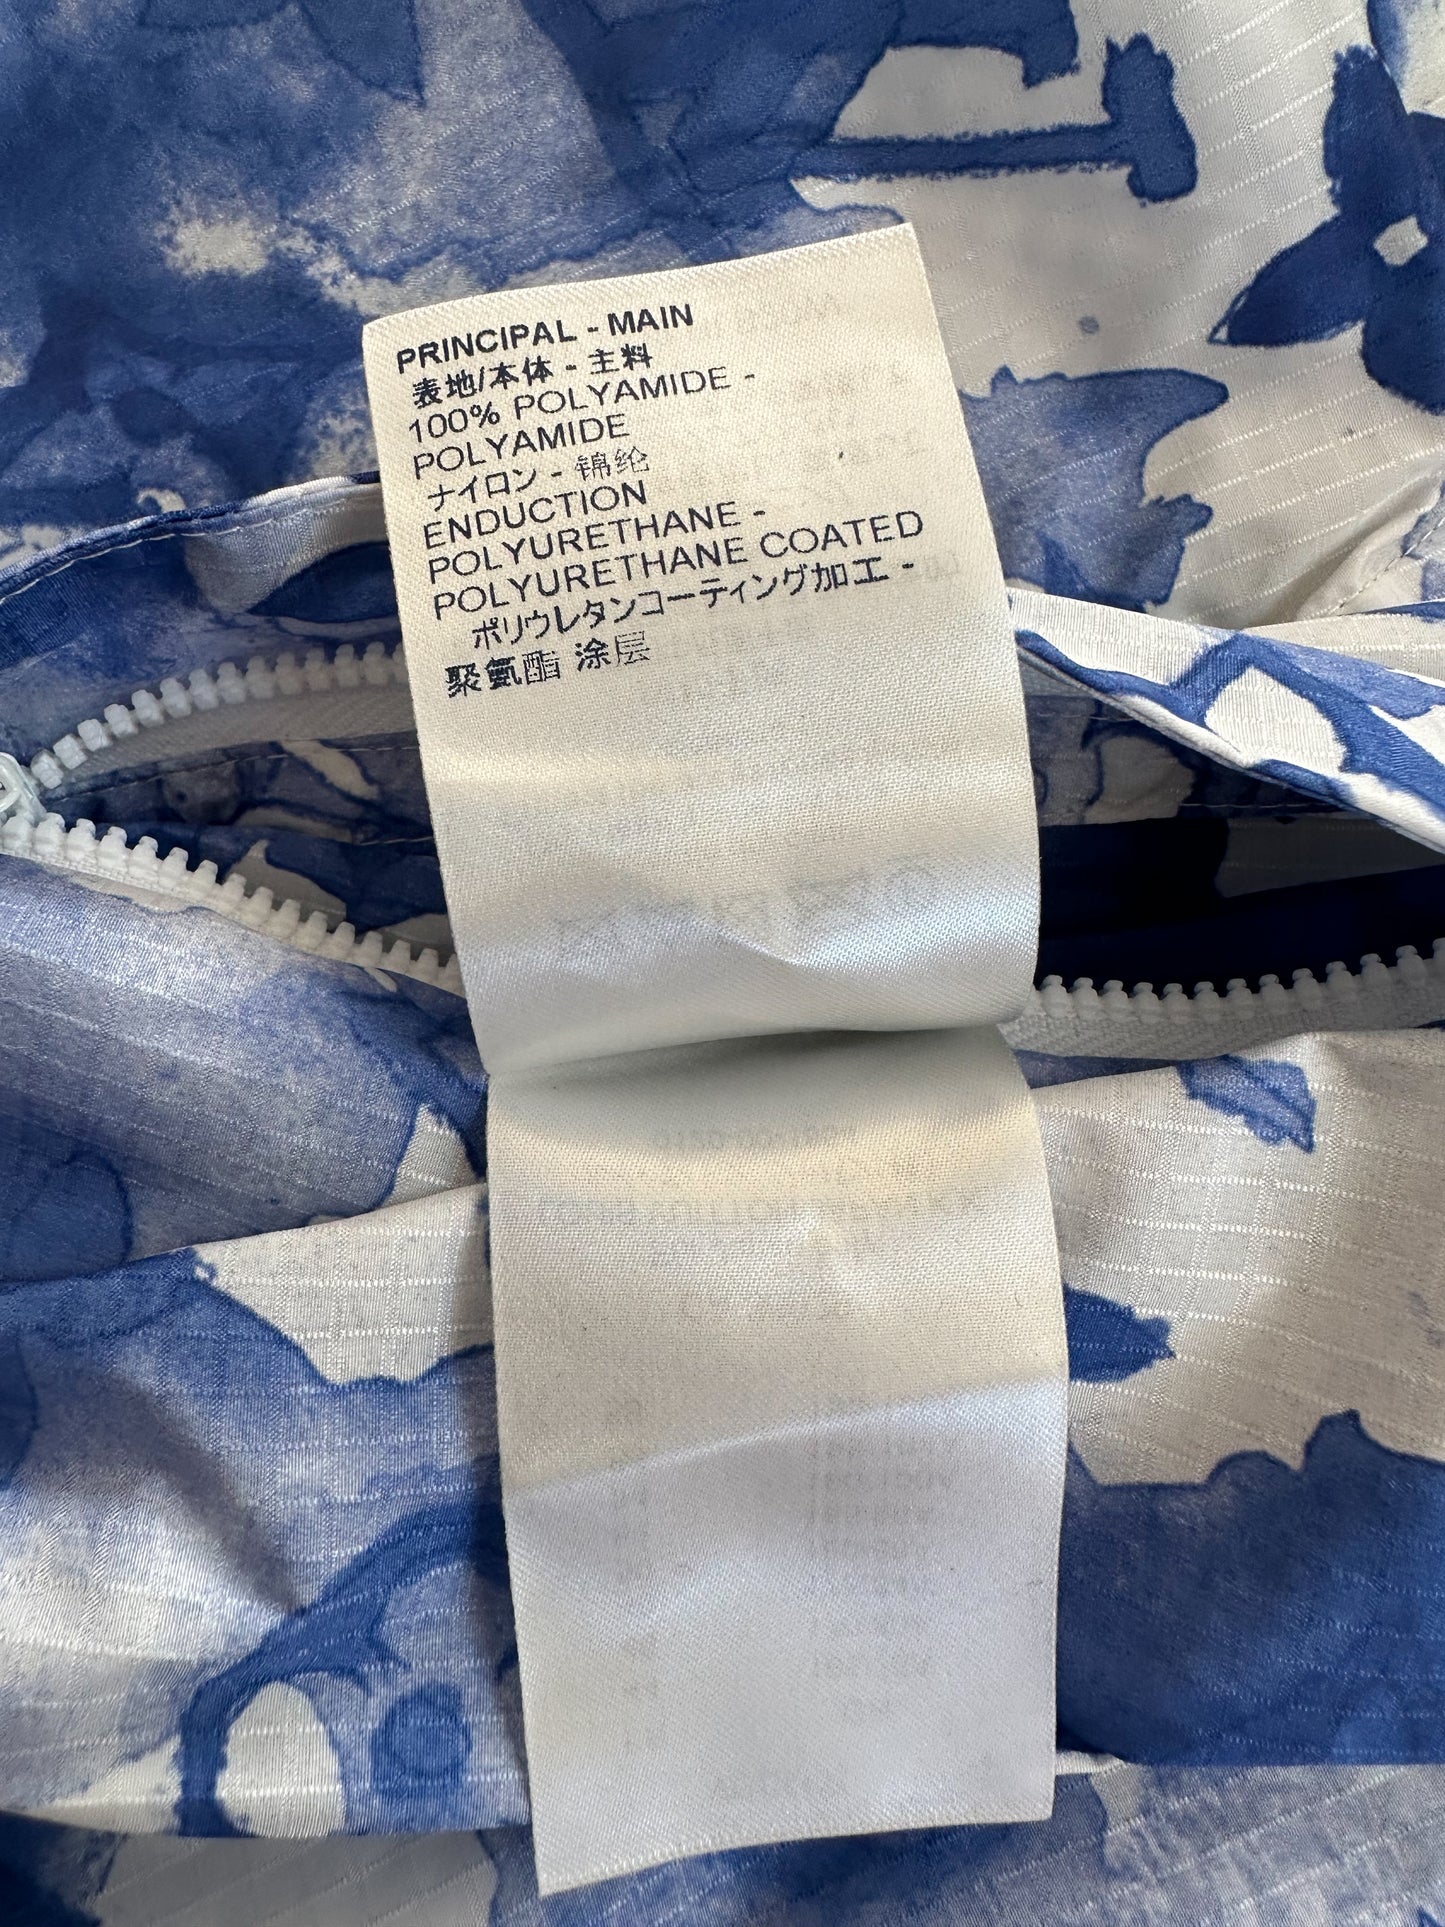 PRINCIPAL - MAIN
表地/本体 - 主料
100% POLYAMIDE -
POLYAMIDE
ナイロン - 锦纶
ENDUCTION
POLYURETHANE -
POLYURETHANE COATED
ポリウレタンコーティング加工 -
聚氨酯 涂层